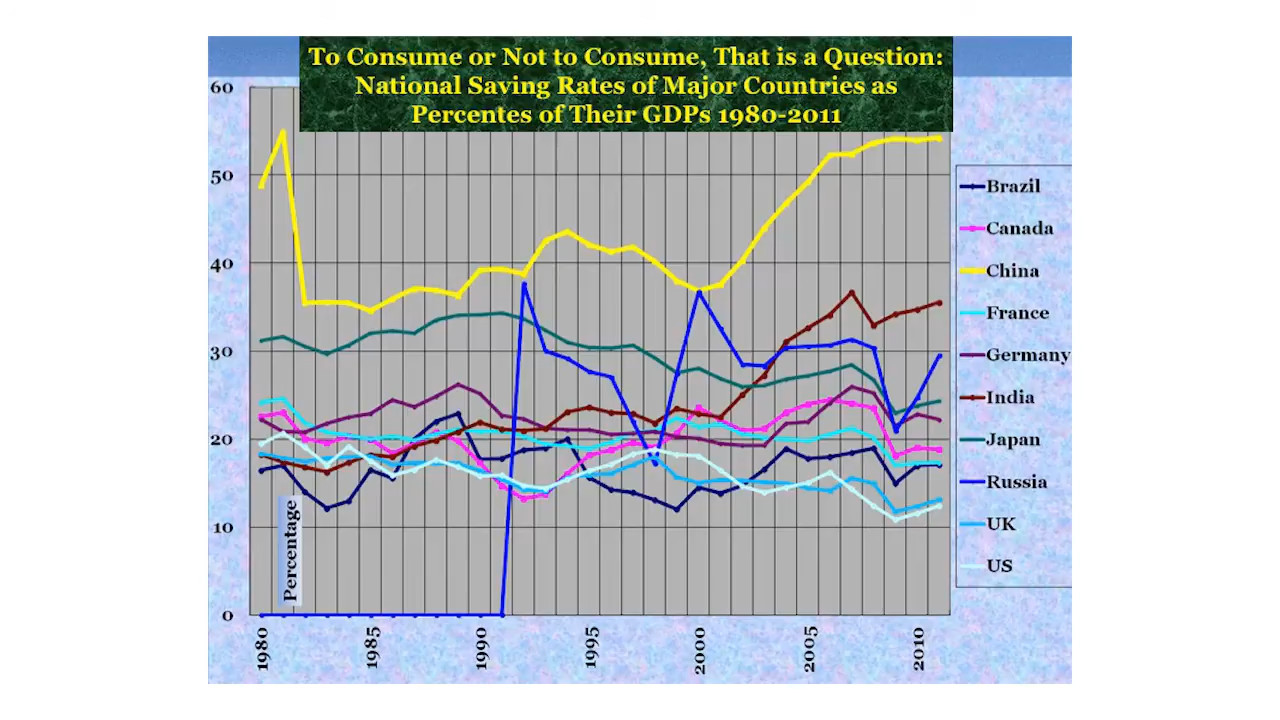 To Consume or Not to Consume, That is a Question:
National Saving Rates of Major Countries as
Percentes of Their GDPs 1980-2011
60
50
40
30
20
10
0
Percentage
1980
1985
1990
1995
2000
2005
2010
Brazil
Canada
China
France
Germany
India
Japan
Russia
UK
US